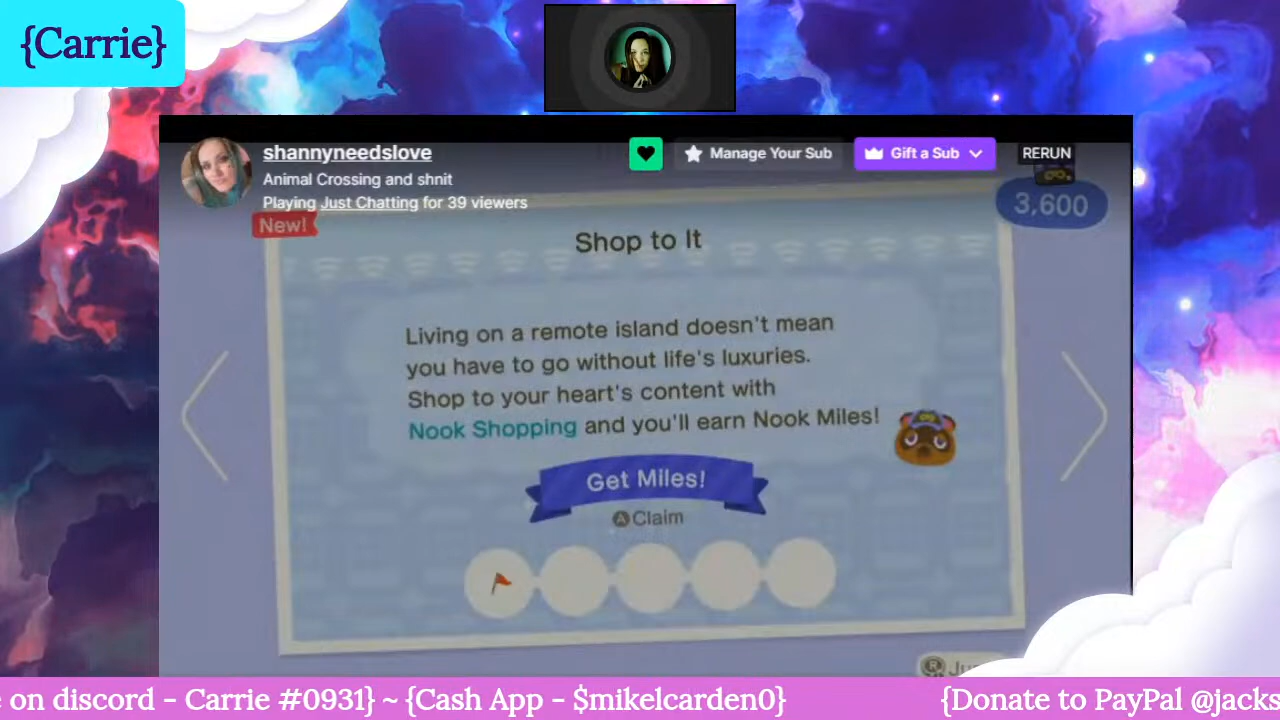 {Carrie}
shannyneedslove
Manage Your Sub
Gift a Sub
RERUN
Animal Crossing and shnit
Playing Just Chatting for 39 viewers
3,600
New!
Shop to It
Living on a remote island doesn't mean
you have to go without life's luxuries.
Shop to your heart's content with
Nook Shopping and you'll earn Nook Miles!
Get Miles!
A Claim
R
on discord - Carrie #0931} ~ {Cash App - $mikelcarden0}
{Donate to PayPal @jacks